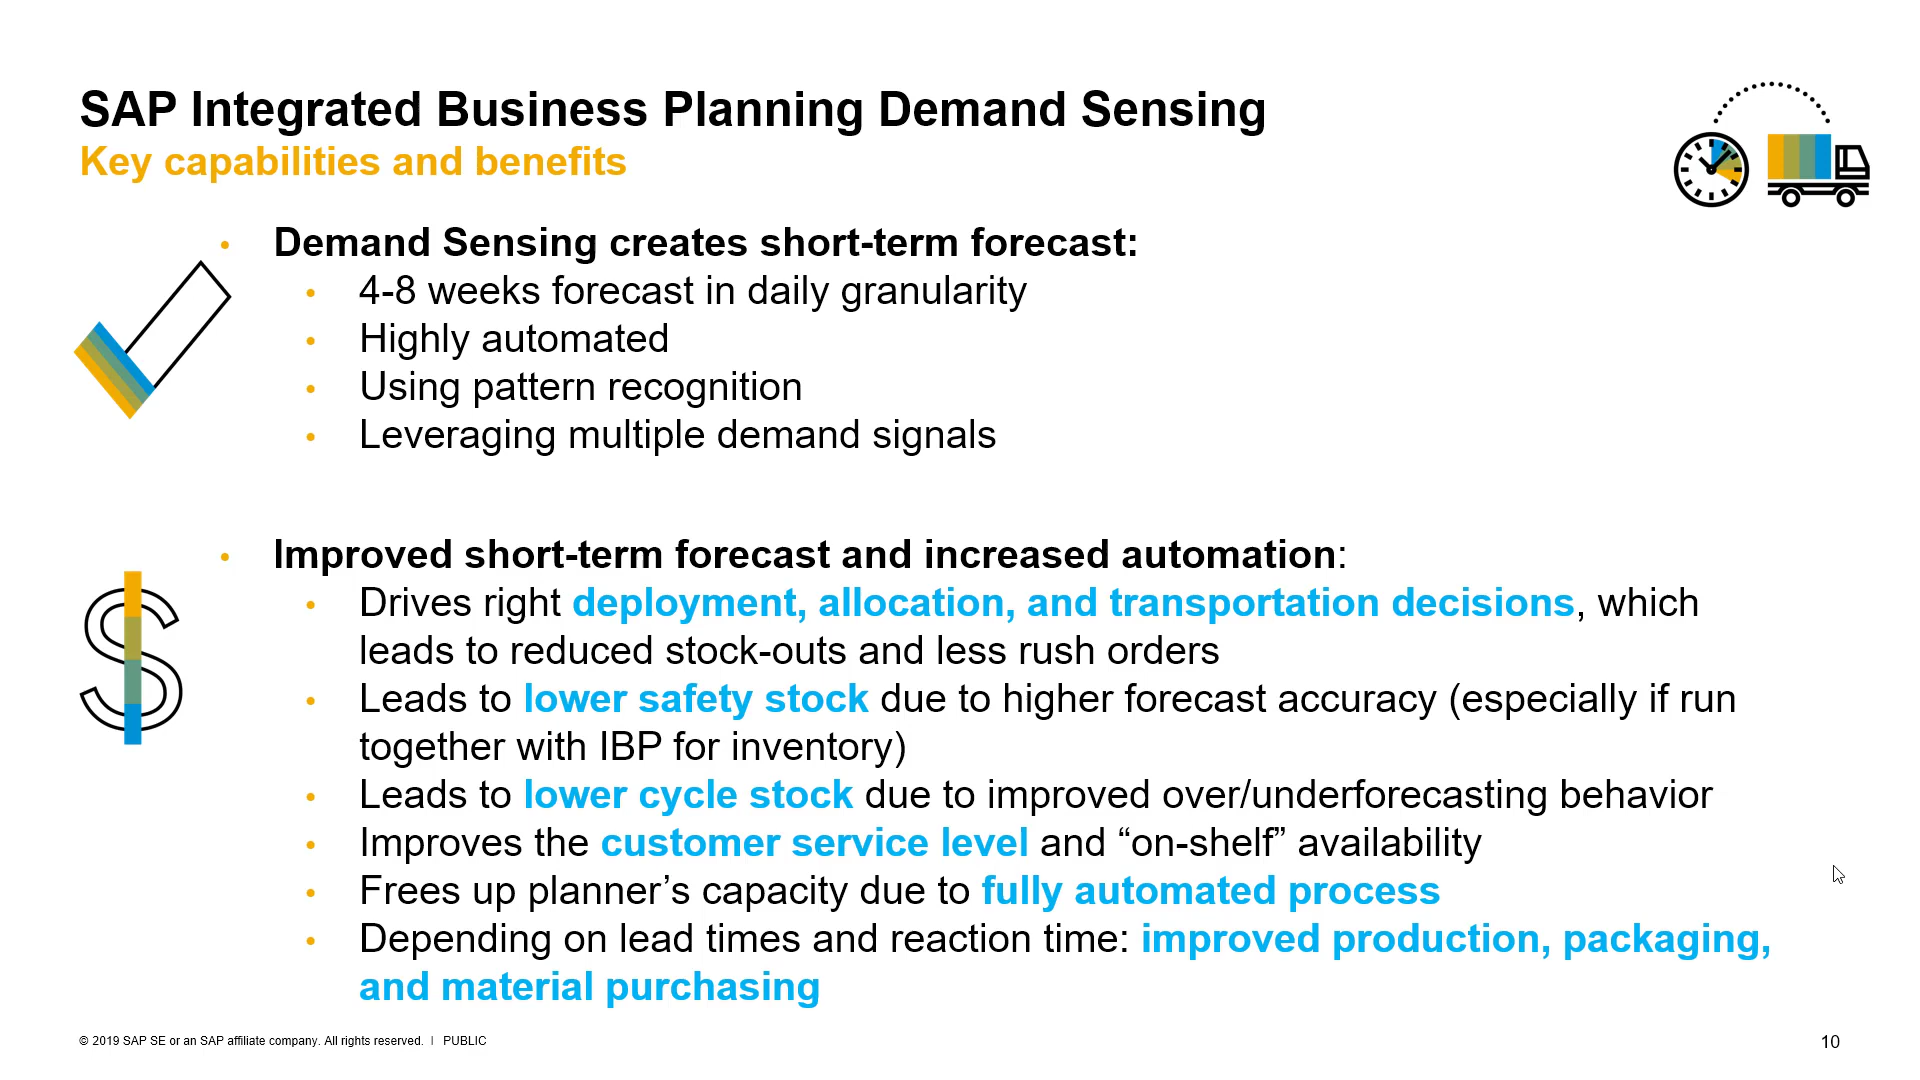 SAP Integrated Business Planning Demand Sensing
Key capabilities and benefits
• Demand Sensing creates short-term forecast:
• 4-8 weeks forecast in daily granularity
• Highly automated
• Using pattern recognition
• Leveraging multiple demand signals
• Improved short-term forecast and increased automation:
• Drives right deployment, allocation, and transportation decisions, which
leads to reduced stock-outs and less rush orders
• Leads to lower safety stock due to higher forecast accuracy (especially if run
together with IBP for inventory)
• Leads to lower cycle stock due to improved over/underforecasting behavior
• Improves the customer service level and “on-shelf” availability
• Frees up planner’s capacity due to fully automated process
• Depending on lead times and reaction time: improved production, packaging,
and material purchasing
© 2019 SAP SE or an SAP affiliate company. All rights reserved. | PUBLIC
10